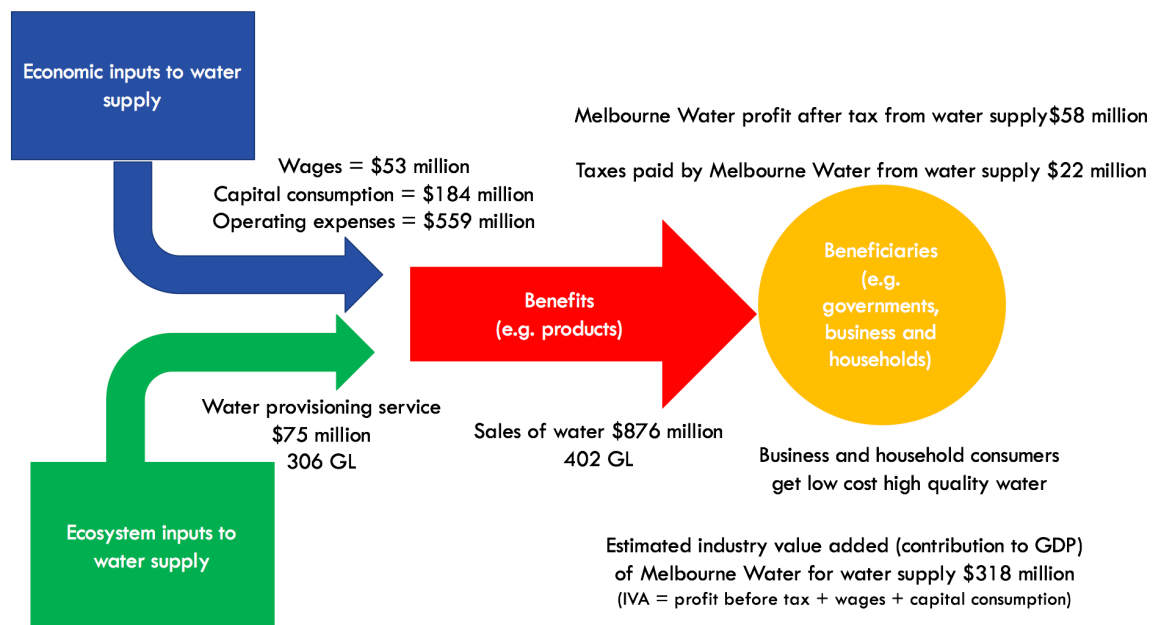 Economic inputs to water
supply
Melbourne Water profit after tax from water supply$58 million
Wages = $53 million
Capital consumption = $184 million
Operating expenses = $559 million
Taxes paid by Melbourne Water from water supply $22 million
Benefits
(e.g. products)
Beneficiaries
(e.g.
governments,
business and
households)
Water provisioning service
$75 million
306 GL
Sales of water $876 million
402 GL
Business and household consumers
get low cost high quality water
Ecosystem inputs to
water supply
Estimated industry value added (contribution to GDP)
of Melbourne Water for water supply $318 million
(IVA = profit before tax + wages + capital consumption)